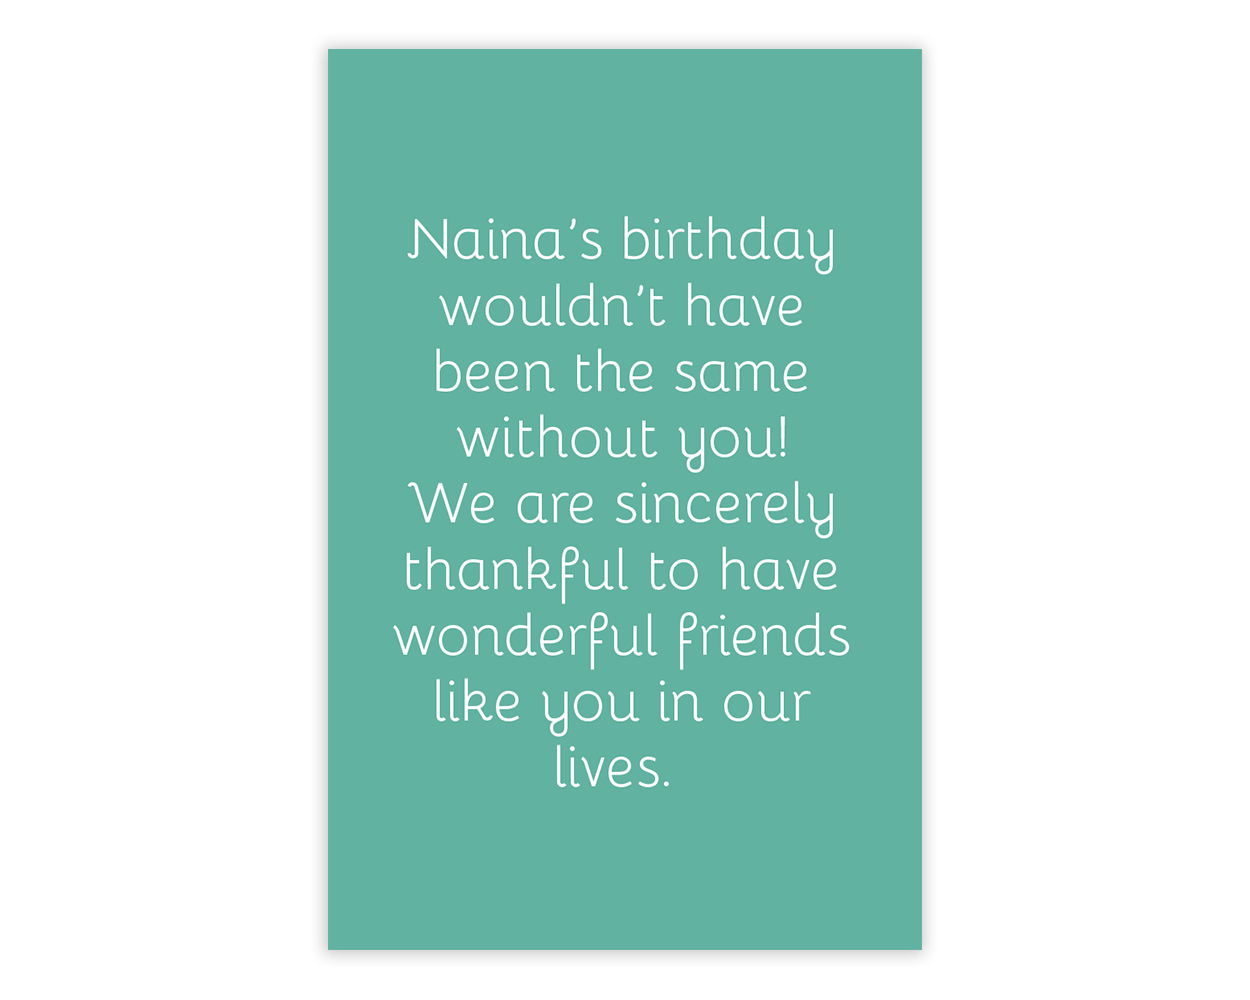 Naina’s birthday
wouldn’t have
been the same
without you!
We are sincerely
thankful to have
wonderful friends
like you in our
lives.